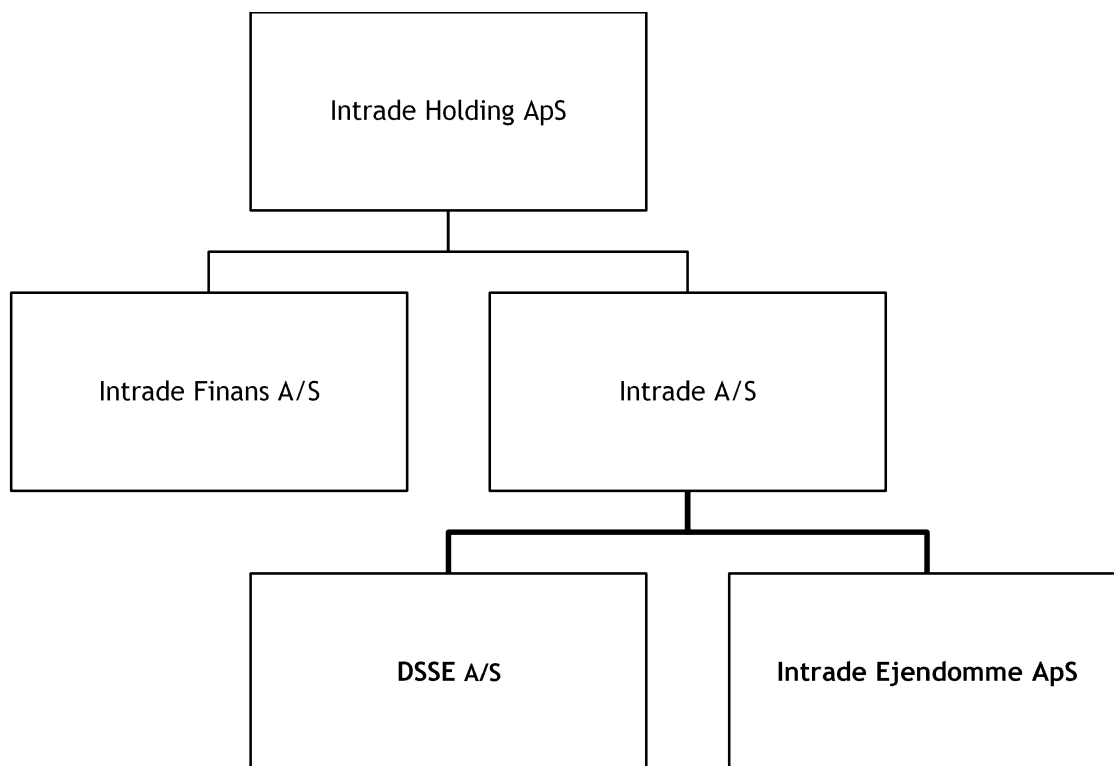 Intrade Holding ApS
Intrade Finans A/S
Intrade A/S
DSSE A/S
Intrade Ejendomme ApS